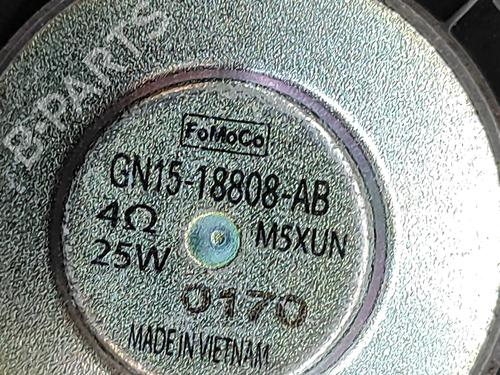 B-PARTS
FoMoCo
GN15-18808-AB
4Ω M5XUN
25W
0170
MADE IN VIETNAM